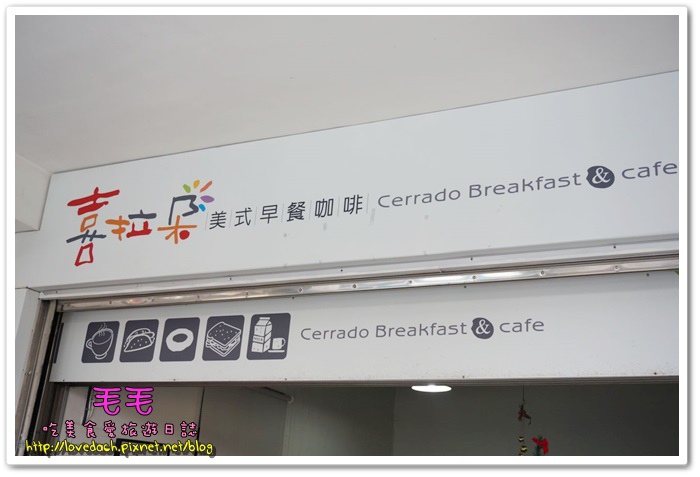 喜拉朵 美式早餐咖啡 Cerrado Breakfast & cafe
Cerrado Breakfast & cafe
毛毛
吃美食愛旅遊日誌
http://lovedach.pixnet.net/blog